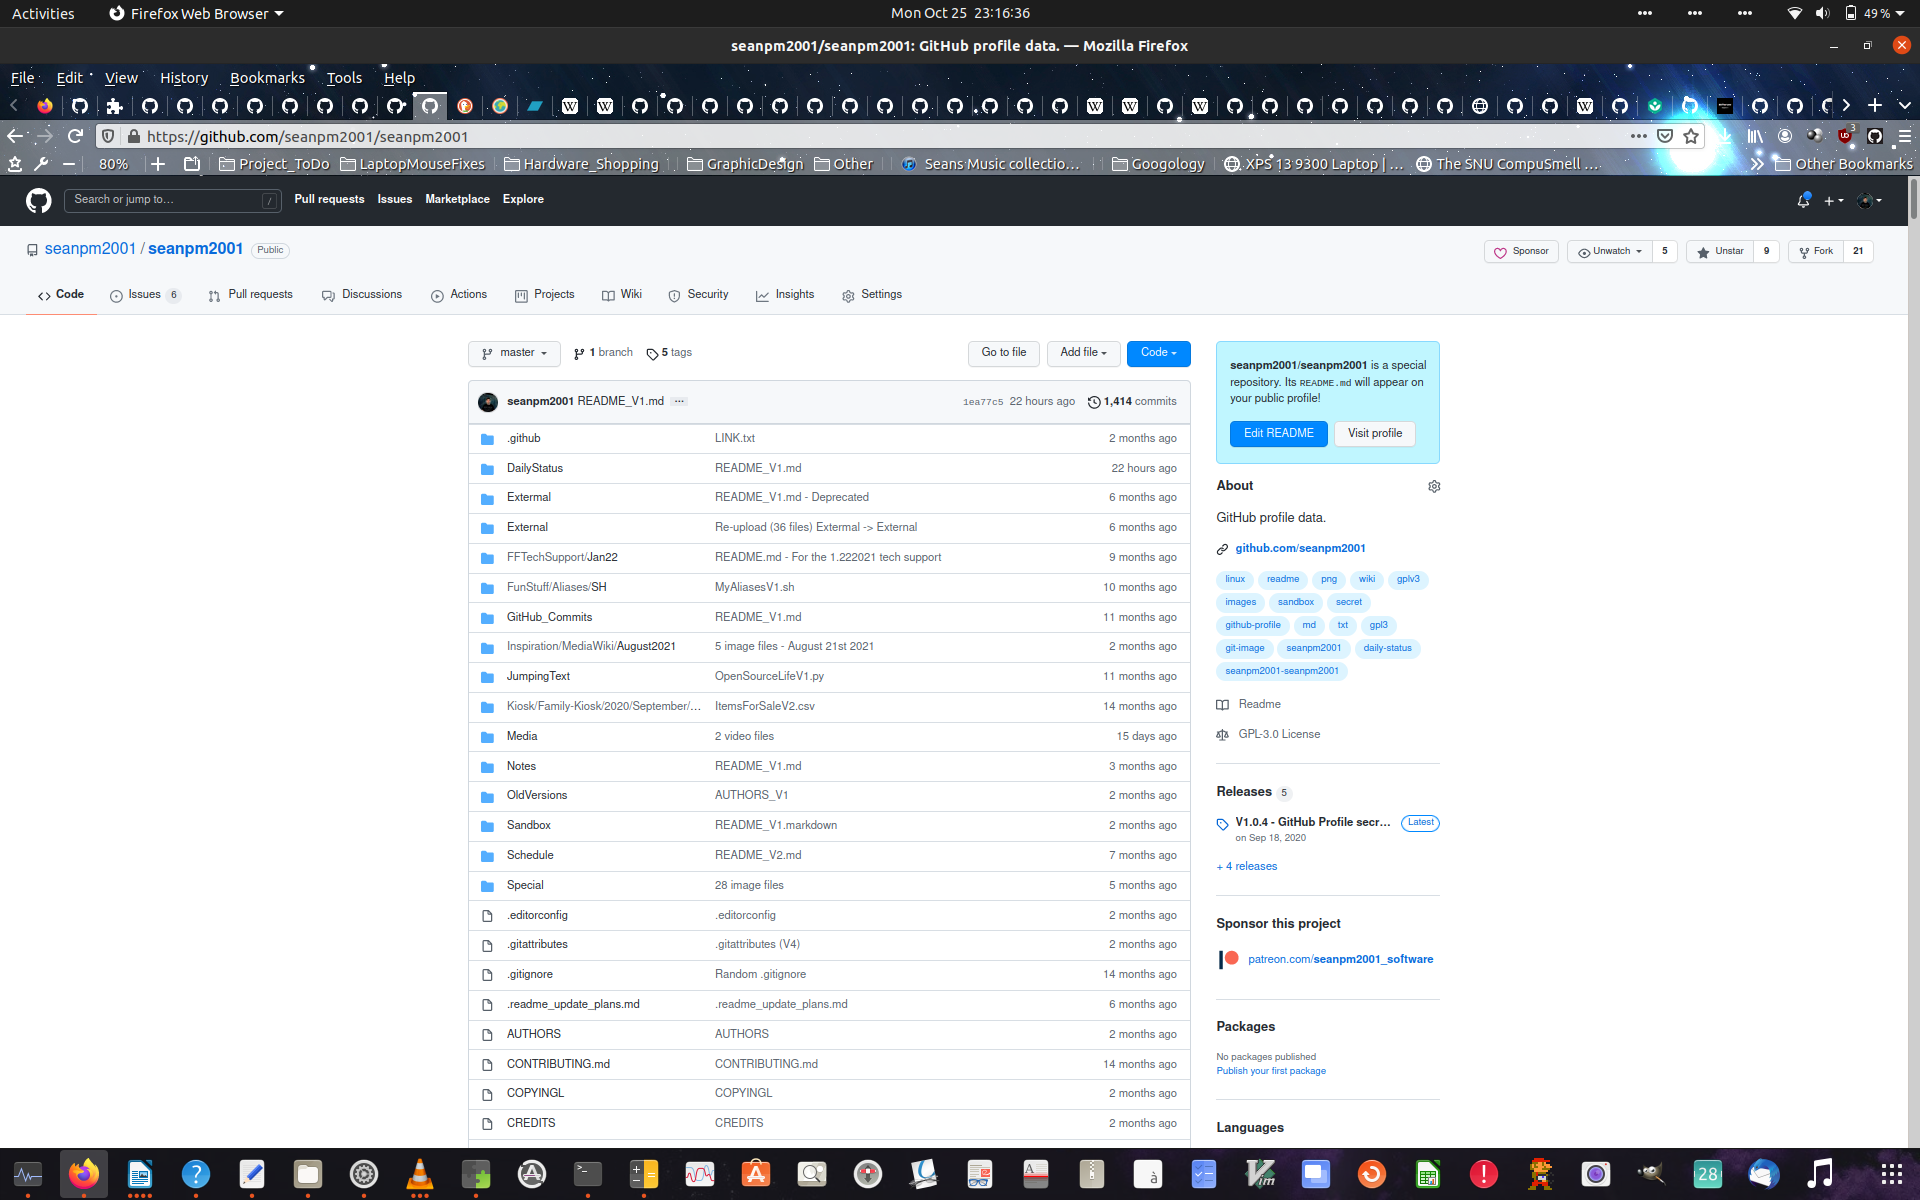 Activities Firefox Web Browser Mon Oct 25 23:16:36 49 %
seanpm2001/seanpm2001: GitHub profile data. — Mozilla Firefox
File Edit View History Bookmarks Tools Help
https://github.com/seanpm2001/seanpm2001 3
80% Project_ToDo LaptopMouseFixes Hardware_Shopping GraphicDesign Other Seans Music collectio… Googology XPS 13 9300 Laptop | … The SNU CompuSmell … Other Bookmarks
Search or jump to… / Pull requests Issues Marketplace Explore
seanpm2001 / seanpm2001 Public Sponsor Unwatch 5 Unstar 9 Fork 21
Code Issues 6 Pull requests Discussions Actions Projects Wiki Security Insights Settings
master 1 branch 5 tags Go to file Add file Code
seanpm2001 README_V1.md ... 1ea77c5 22 hours ago 1,414 commits
.github LINK.txt 2 months ago
DailyStatus README_V1.md 22 hours ago
Extermal README_V1.md - Deprecated 6 months ago
External Re-upload (36 files) Extermal -> External 6 months ago
FFTechSupport/Jan22 README.md - For the 1.222021 tech support 9 months ago
FunStuff/Aliases/SH MyAliasesV1.sh 10 months ago
GitHub_Commits README_V1.md 11 months ago
Inspiration/MediaWiki/August2021 5 image files - August 21st 2021 2 months ago
JumpingText OpenSourceLifeV1.py 11 months ago
Kiosk/Family-Kiosk/2020/September/… ItemsForSaleV2.csv 14 months ago
Media 2 video files 15 days ago
Notes README_V1.md 3 months ago
OldVersions AUTHORS_V1 2 months ago
Sandbox README_V1.markdown 2 months ago
Schedule README_V2.md 7 months ago
Special 28 image files 5 months ago
.editorconfig .editorconfig 2 months ago
.gitattributes .gitattributes (V4) 2 months ago
.gitignore Random .gitignore 14 months ago
.readme_update_plans.md .readme_update_plans.md 6 months ago
AUTHORS AUTHORS 2 months ago
CONTRIBUTING.md CONTRIBUTING.md 14 months ago
COPYINGL COPYINGL 2 months ago
CREDITS CREDITS 2 months ago
seanpm2001/seanpm2001 is a special
repository. Its README.md will appear on
your public profile!
Edit README Visit profile
About
GitHub profile data.
github.com/seanpm2001
linux readme png wiki gplv3
images sandbox secret
github-profile md txt gpl3
git-image seanpm2001 daily-status
seanpm2001-seanpm2001
Readme
GPL-3.0 License
Releases 5
V1.0.4 - GitHub Profile secr... Latest
on Sep 18, 2020
+ 4 releases
Sponsor this project
patreon.com/seanpm2001_software
Packages
No packages published
Publish your first package
Languages
28